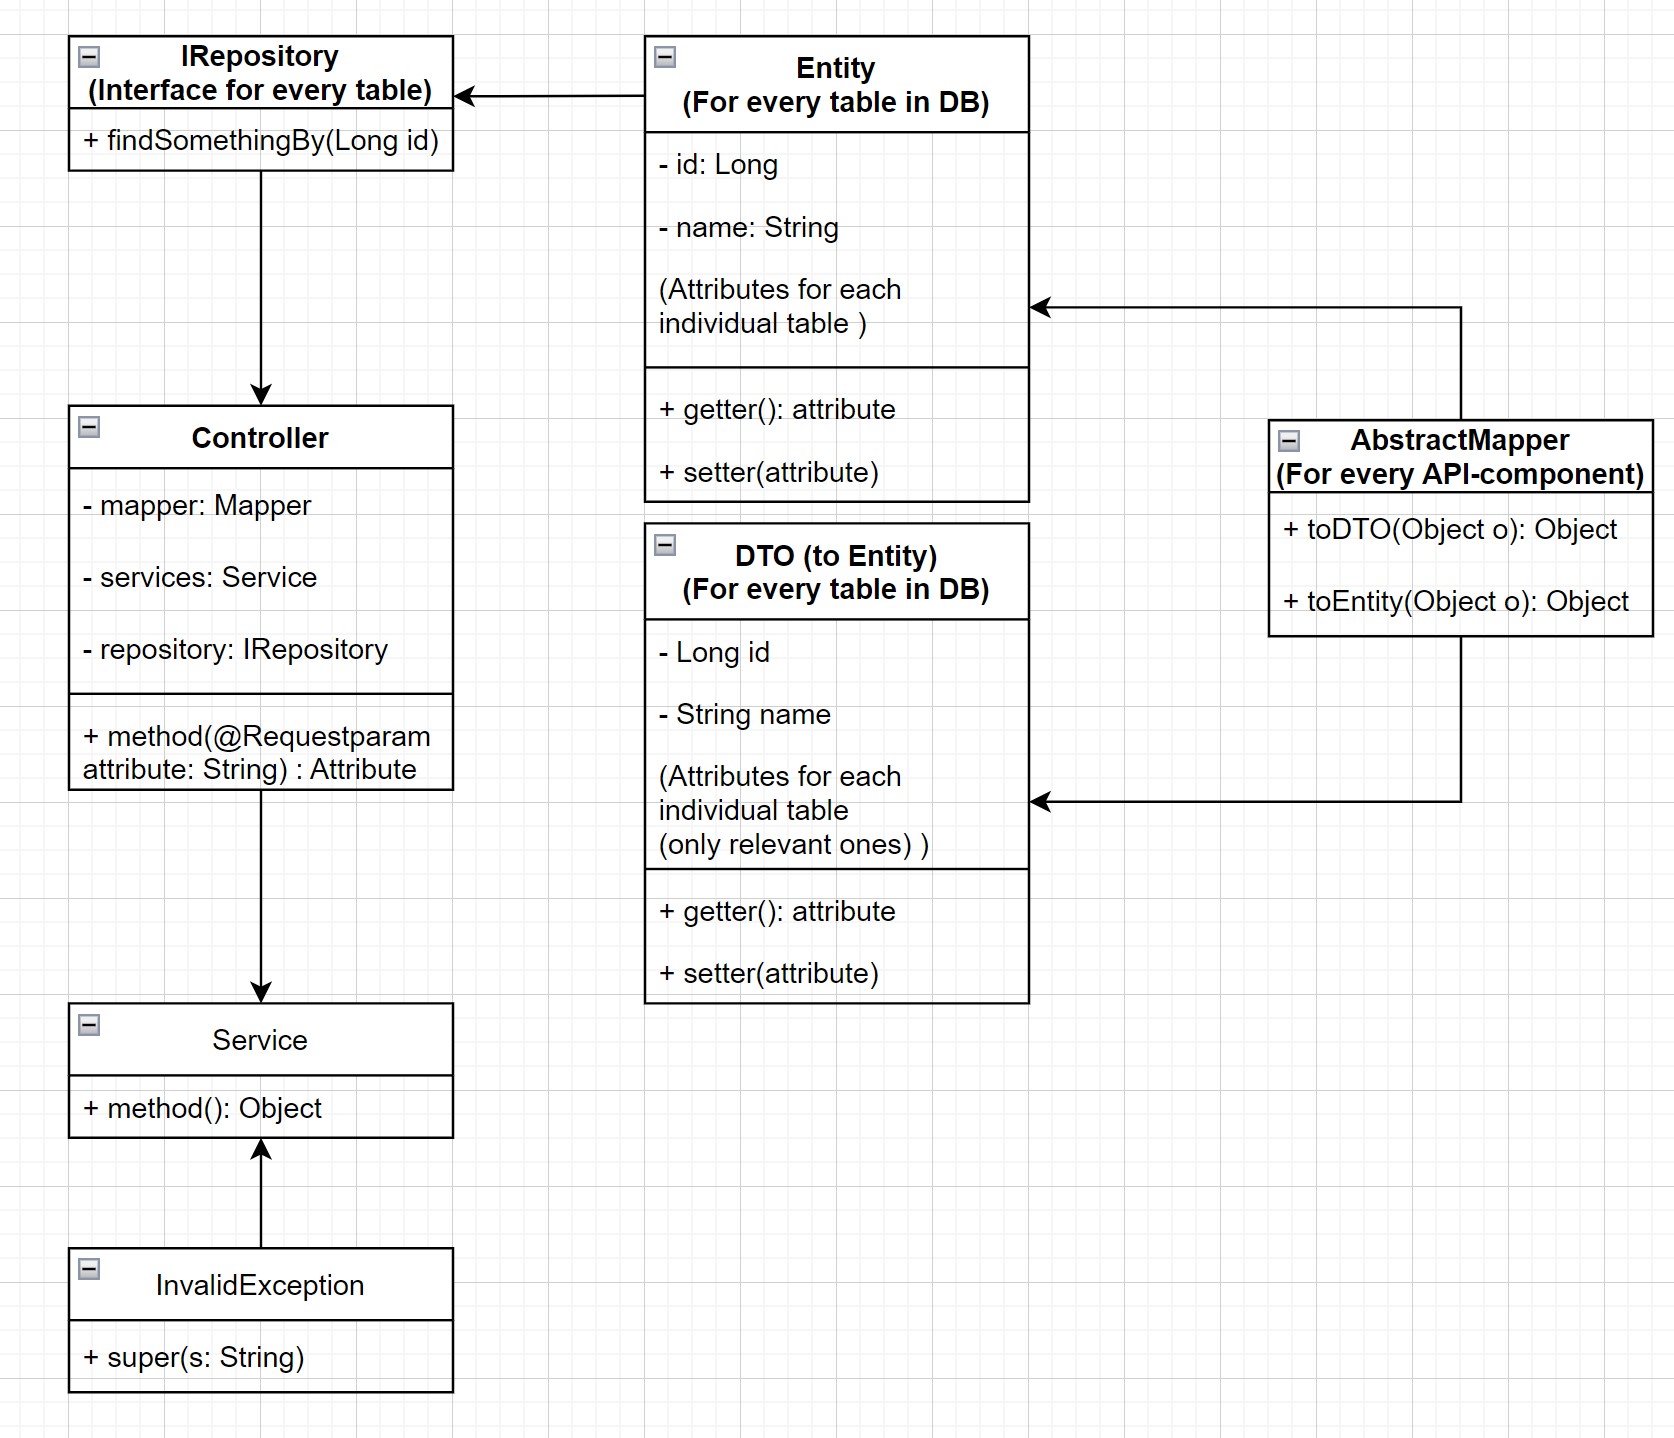 IRepository
(Interface for every table)
+ findSomethingBy(Long id)
Controller
- mapper: Mapper
- services: Service
- repository: IRepository
+ method(@Requestparam
attribute: String) : Attribute
Service
+ method(): Object
InvalidException
+ super(s: String)
Entity
(For every table in DB)
- id: Long
- name: String
(Attributes for each
individual table )
+ getter(): attribute
+ setter(attribute)
DTO (to Entity)
(For every table in DB)
- Long id
- String name
(Attributes for each
individual table
(only relevant ones) )
+ getter(): attribute
+ setter(attribute)
AbstractMapper
(For every API-component)
+ toDTO(Object o): Object
+ toEntity(Object o): Object